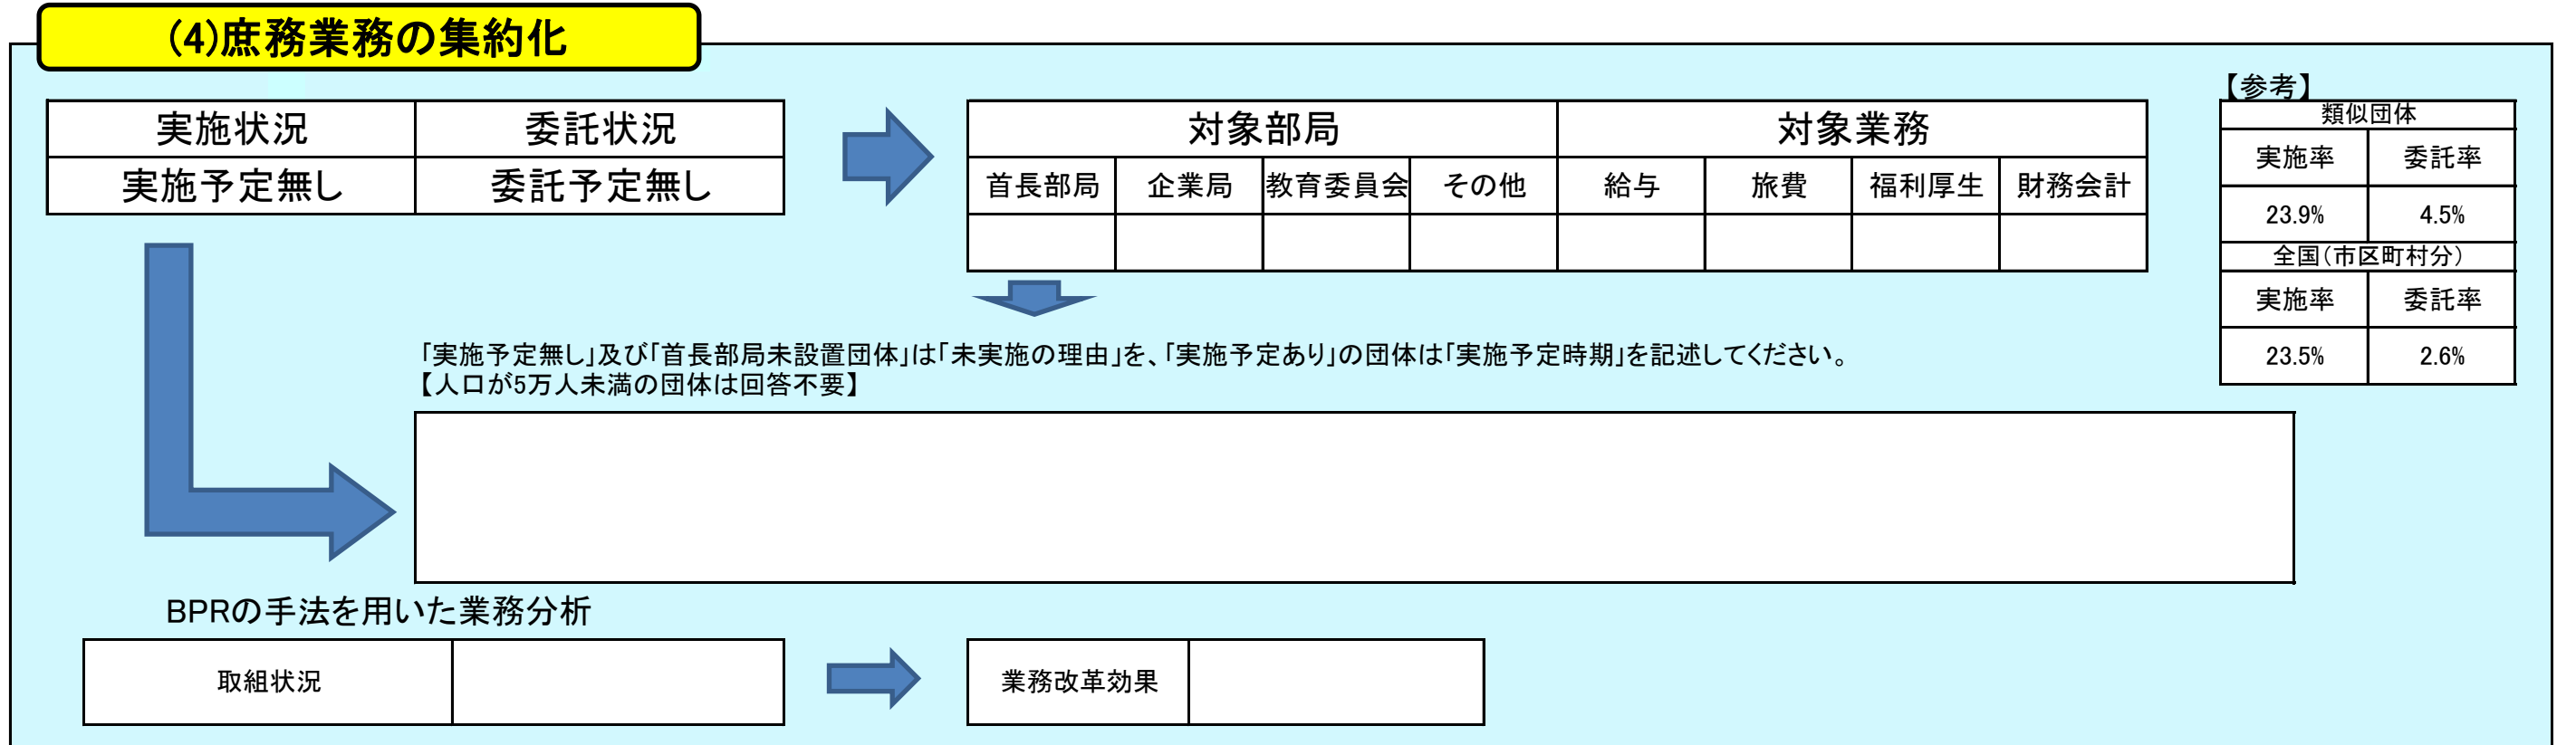 (4)庶務業務の集約化
実施状況 委託状況
実施予定無し 委託予定無し
対象部局 対象業務
首長部局 企業局 教育委員会 その他 給与 旅費 福利厚生 財務会計
【参考】
類似団体
実施率 委託率
23.9% 4.5%
全国(市区町村分)
実施率 委託率
23.5% 2.6%
「実施予定無し」及び「首長部局未設置団体」は「未実施の理由」を、「実施予定あり」の団体は「実施予定時期」を記述してください。
【人口が5万人未満の団体は回答不要】
BPRの手法を用いた業務分析
取組状況
業務改革効果